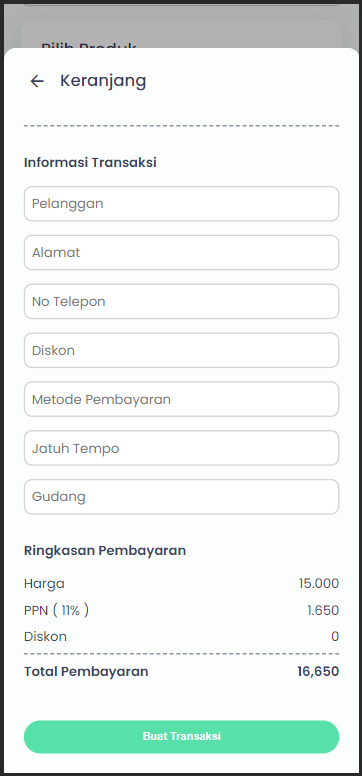 Pilih Produk
Keranjang
Informasi Transaksi
Pelanggan
Alamat
No Telepon
Diskon
Metode Pembayaran
Jatuh Tempo
Gudang
Ringkasan Pembayaran
Harga 15.000
PPN ( 11% ) 1.650
Diskon 0
Total Pembayaran 16,650
Buat Transaksi